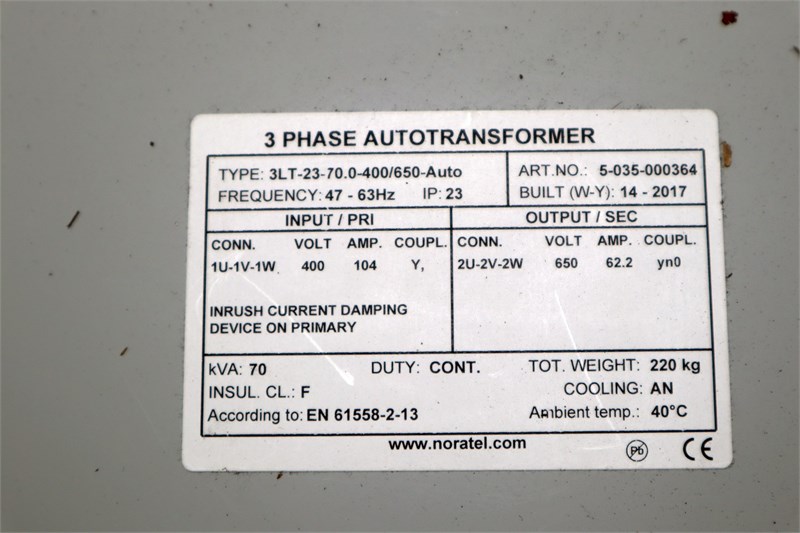 3 PHASE AUTOTRANSFORMER
TYPE: 3LT-23-70.0-400/650-Auto
FREQUENCY: 47 - 63Hz IP: 23
ART.NO.: 5-035-000364
BUILT (W-Y): 14 - 2017
INPUT / PRI
CONN. VOLT AMP. COUPL.
1U-1V-1W 400 104 Y,
INRUSH CURRENT DAMPING
DEVICE ON PRIMARY
OUTPUT / SEC
CONN. VOLT AMP. COUPL.
2U-2V-2W 650 62.2 yn0
kVA: 70 DUTY: CONT. TOT. WEIGHT: 220 kg
INSUL. CL.: F COOLING: AN
According to: EN 61558-2-13 Ambient temp.: 40°C
www.noratel.com
Pb CE